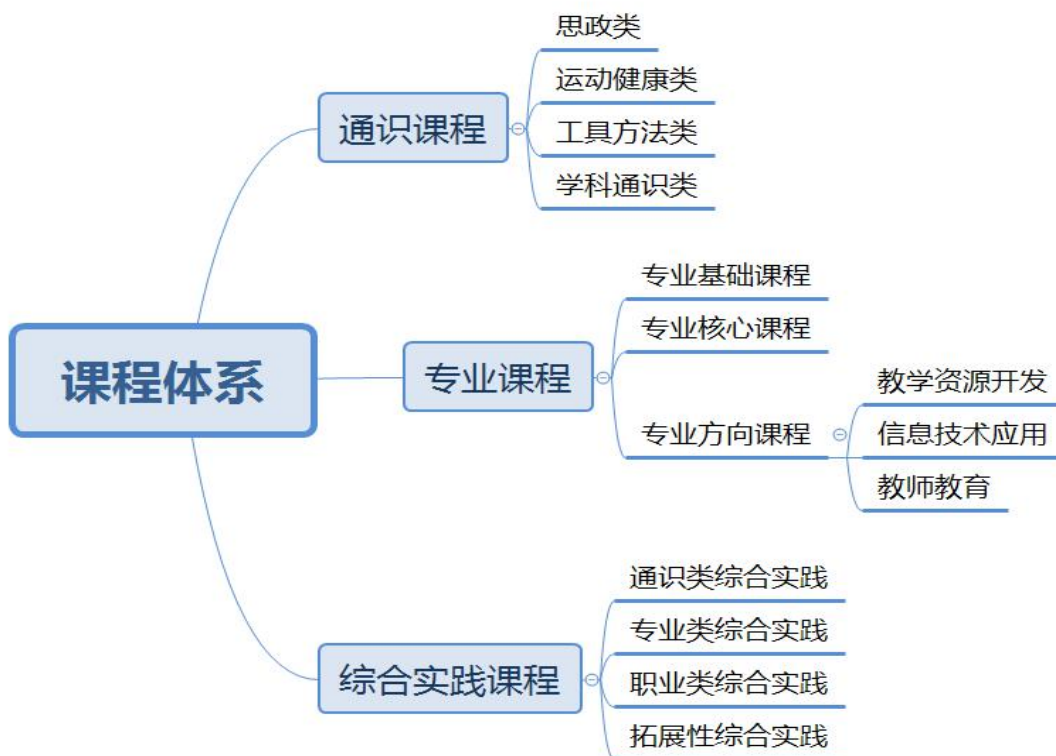 课程体系
通识课程
思政类
运动健康类
工具方法类
学科通识类
专业课程
专业基础课程
专业核心课程
专业方向课程
教学资源开发
信息技术应用
教师教育
综合实践课程
通识类综合实践
专业类综合实践
职业类综合实践
拓展性综合实践